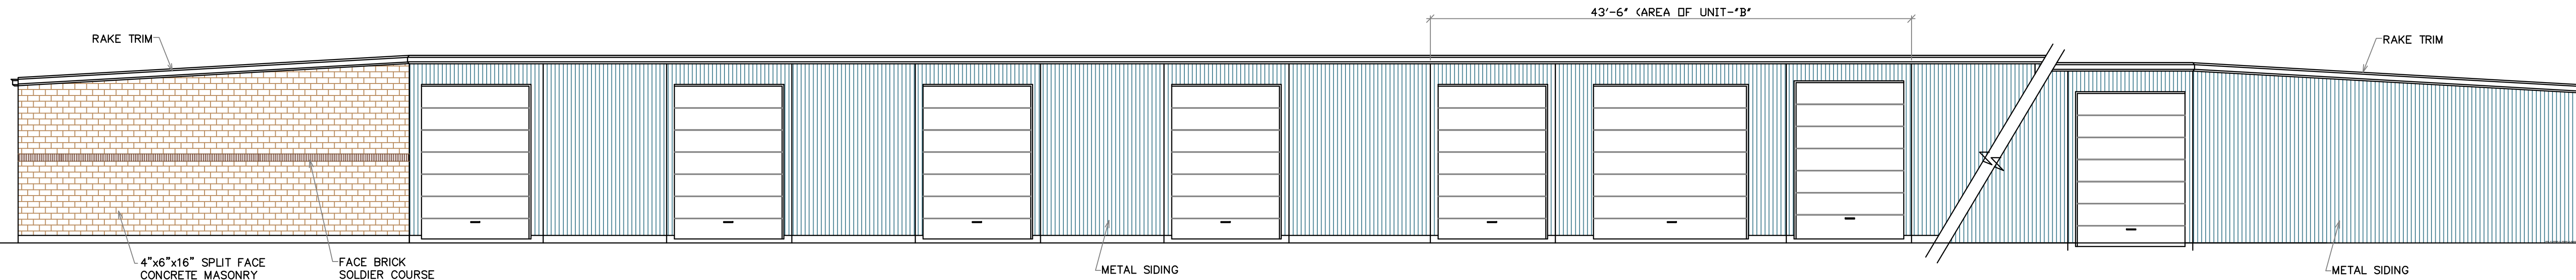 43'-6" (AREA OF UNIT-"B"
RAKE TRIM
RAKE TRIM
4"x6"x16" SPLIT FACE
CONCRETE MASONRY
FACE BRICK
SOLDIER COURSE
METAL SIDING
METAL SIDING